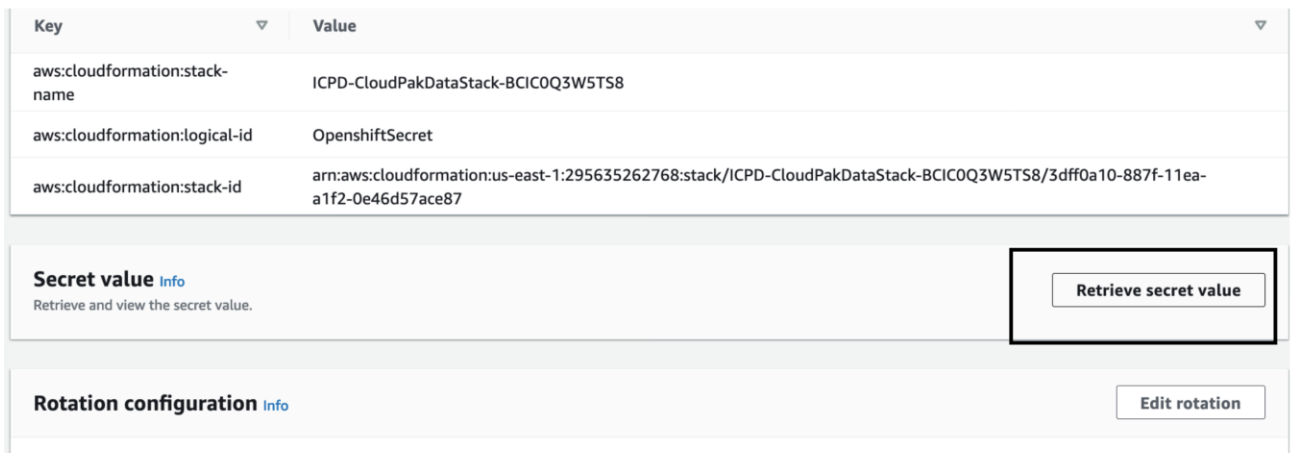 Key Value
aws:cloudformation:stack-
name
ICPD-CloudPakDataStack-BCIC0Q3W5TS8
aws:cloudformation:logical-id OpenshiftSecret
aws:cloudformation:stack-id
arn:aws:cloudformation:us-east-1:295635262768:stack/ICPD-CloudPakDataStack-BCIC0Q3W5TS8/3dff0a10-887f-11ea-
a1f2-0e46d57ace87
Secret value Info
Retrieve and view the secret value.
Retrieve secret value
Rotation configuration Info
Edit rotation